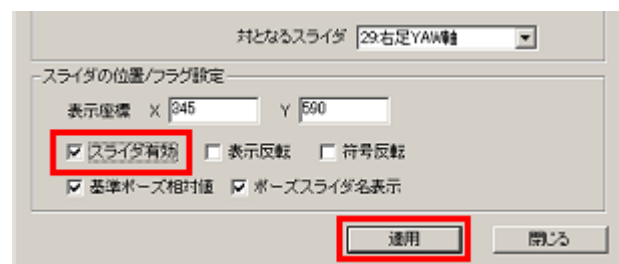 対となるスライダ 29:右足YAW軸
スライダの位置/フラグ設定
表示座標 X 345 Y 590
スライダ有効 表示反転 符号反転
基準ポーズ相対値 ポーズスライダ名表示
適用 閉じる